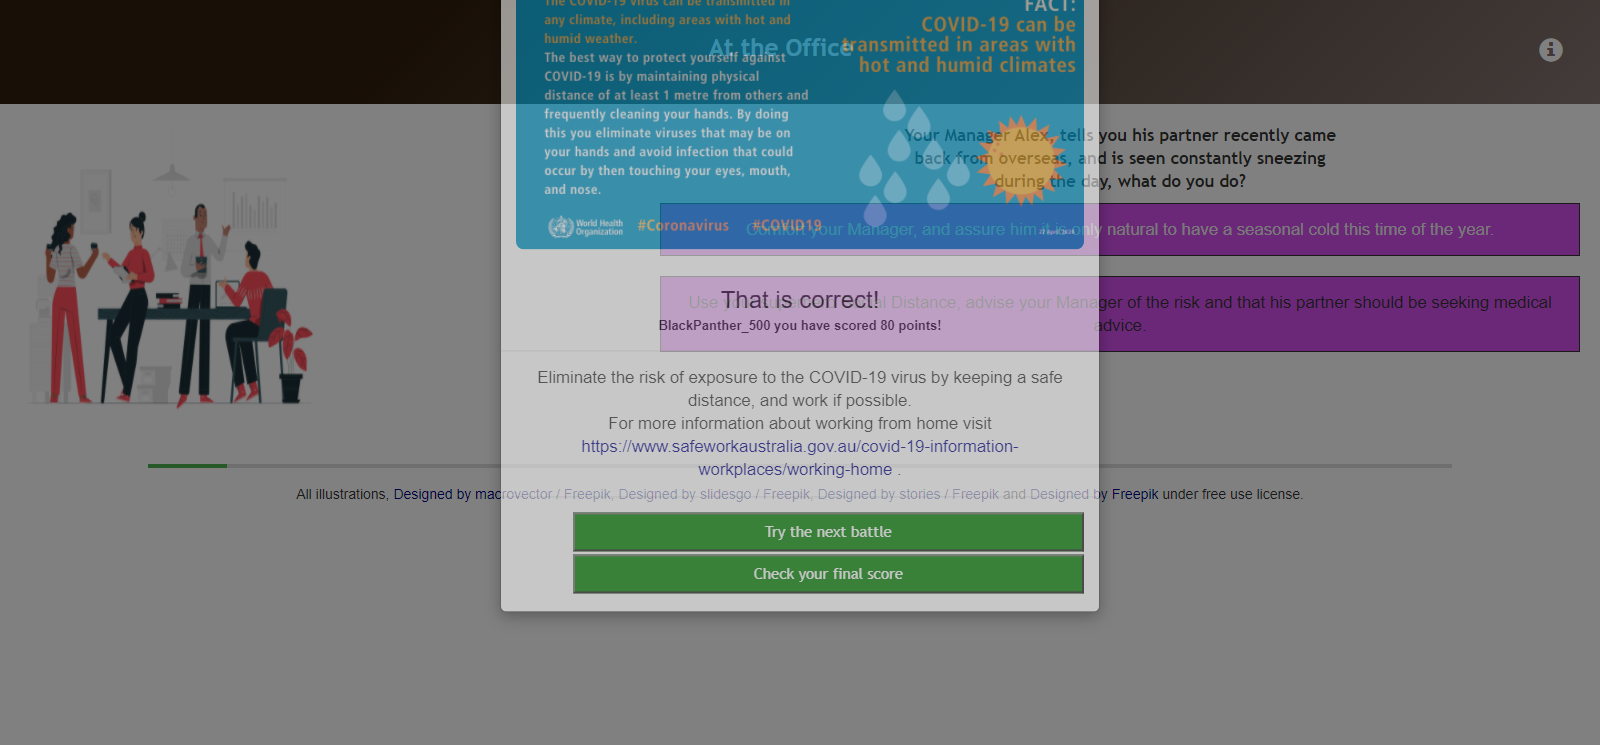 The COVID-19 virus can be transmitted in
any climate, including areas with hot and
humid weather.
The best way to protect yourself against
COVID-19 is by maintaining physical
distance of at least 1 metre from others and
frequently cleaning your hands. By doing
this you eliminate viruses that may be on
your hands and avoid infection that could
occur by then touching your eyes, mouth,
and nose.
FACT:
COVID-19 can be
transmitted in areas with
hot and humid climates
At the Office
World Health
Organization
#Coronavirus #COVID19
Your Manager Alex, tells you his partner recently came
back from overseas, and is seen constantly sneezing
during the day, what do you do?
Comfort your Manager, and assure him it is only natural to have a seasonal cold this time of the year.
Use your Distance, advise your Manager of the risk and that his partner should be seeking medical
advice.
That is correct!
BlackPanther_500 you have scored 80 points!
Eliminate the risk of exposure to the COVID-19 virus by keeping a safe
distance, and work if possible.
For more information about working from home visit
https://www.safeworkaustralia.gov.au/covid-19-information-
workplaces/working-home .
All illustrations, Designed by macrovector / Freepik, Designed by slidesgo / Freepik, Designed by stories / Freepik and Designed by Freepik under free use license.
Try the next battle
Check your final score